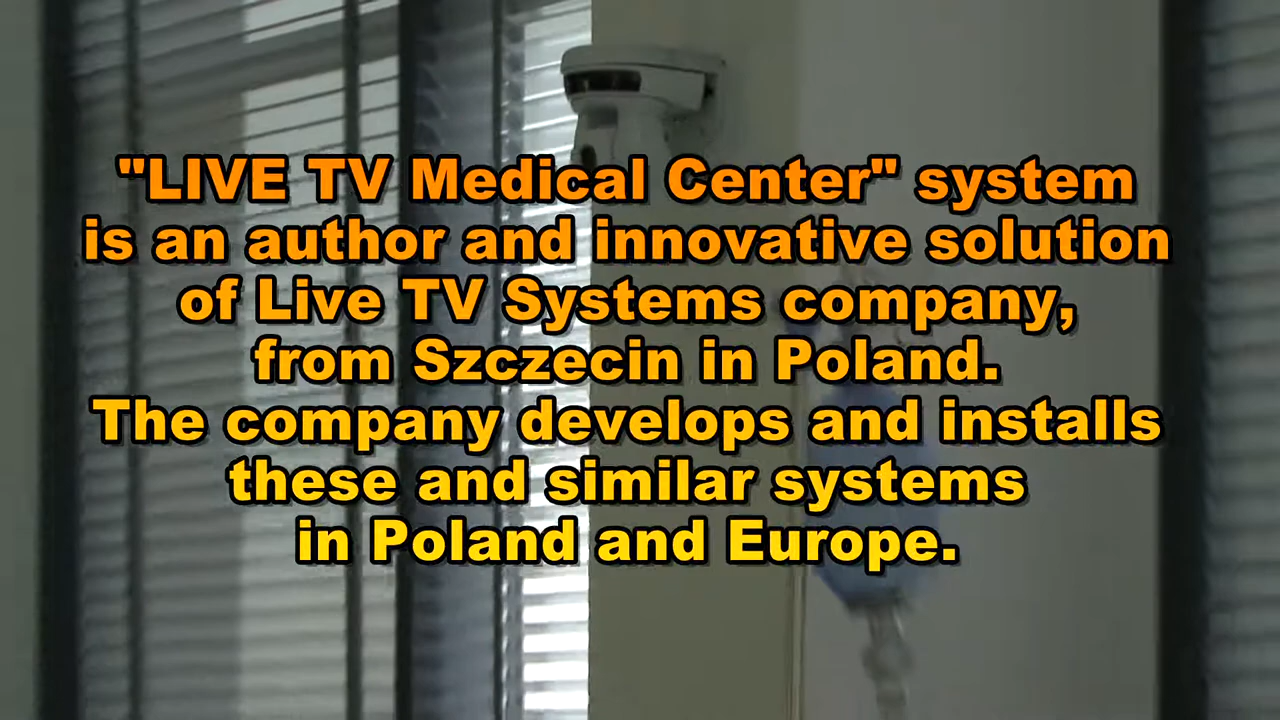 "LIVE TV Medical Center" system
is an author and innovative solution
of Live TV Systems company,
from Szczecin in Poland.
The company develops and installs
these and similar systems
in Poland and Europe.